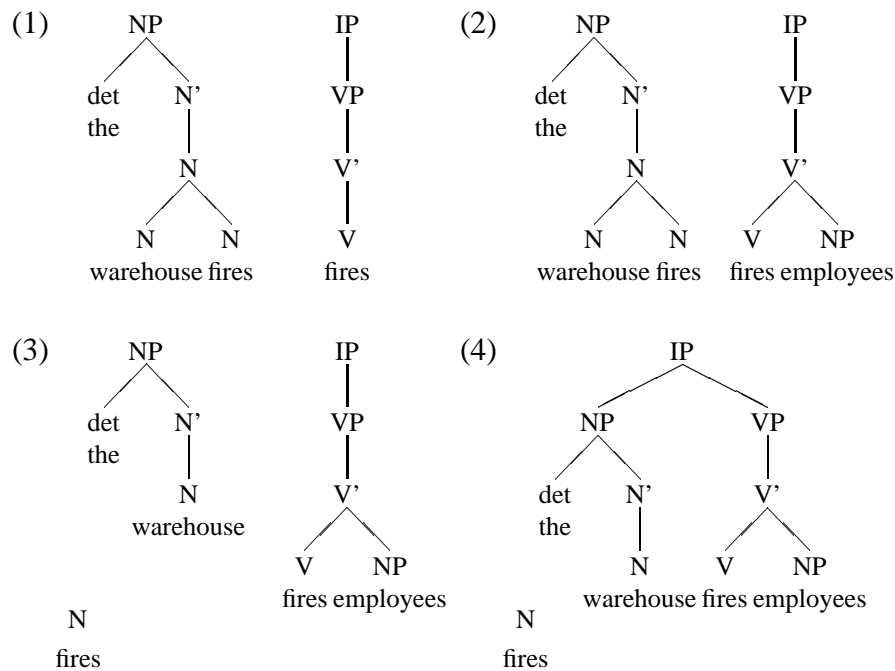 (1) NP IP (2) NP IP
det N’ VP det N’ VP
the the
N V’ N V’
N N V N N V NP
warehouse fires fires warehouse fires fires employees
(3) NP IP (4) IP
det N’ VP NP VP
the
N V’ det N’ V’
warehouse the
V NP N V NP
fires employees warehouse fires employees
N N
fires fires